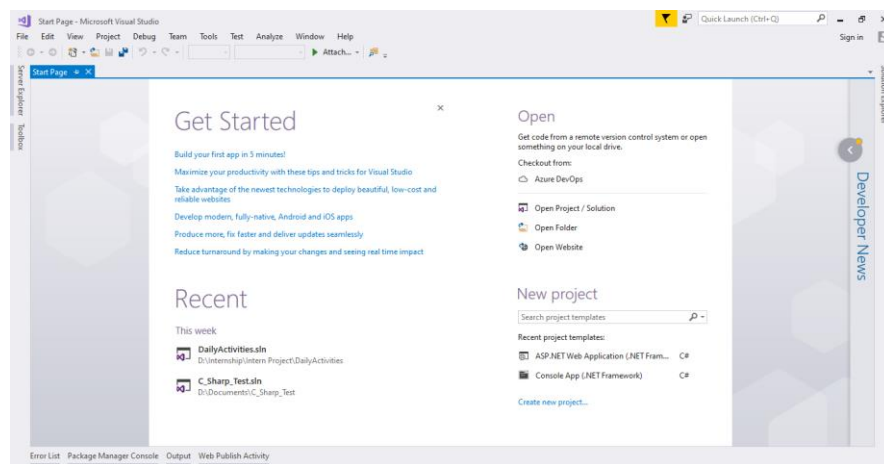 Start Page - Microsoft Visual Studio
Quick Launch (Ctrl+Q)
File Edit View Project Debug Team Tools Test Analyze Window Help
Sign in
Attach...
Server Explorer
Toolbox
Start Page
Solution Explorer
Get Started
Build your first app in 5 minutes!
Maximize your productivity with these tips and tricks for Visual Studio
Take advantage of the newest technologies to deploy beautiful, low-cost and
reliable websites
Develop modern, fully-native, Android and iOS apps
Produce more, fix faster and deliver updates seamlessly
Reduce turnaround by making your changes and seeing real time impact
Recent
This week
DailyActivities.sln
D:\Internship\Intern Project\DailyActivities
C_Sharp_Test.sln
D:\Documents\C_Sharp_Test
Open
Get code from a remote version control system or open
something on your local drive.
Checkout from:
Azure DevOps
Open Project / Solution
Open Folder
Open Website
New project
Search project templates
Recent project templates:
ASP.NET Web Application (.NET Fram... C#
Console App (.NET Framework) C#
Create new project...
Developer News
Error List Package Manager Console Output Web Publish Activity